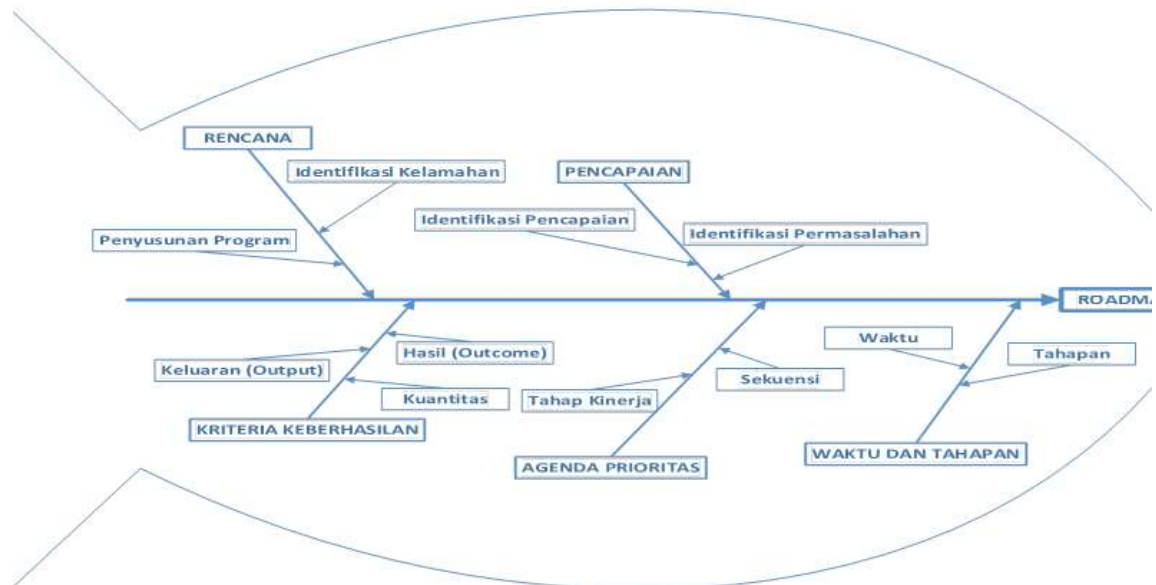 RENCANA
Identifikasi Kelamahan
PENCAPAIAN
Identifikasi Pencapaian
Penyusunan Program
Identifikasi Permasalahan
ROADMA
Waktu
Hasil (Outcome)
Tahapan
Keluaran (Output)
Sekuensi
Kuantitas
Tahap Kinerja
KRITERIA KEBERHASILAN
WAKTU DAN TAHAPAN
AGENDA PRIORITAS